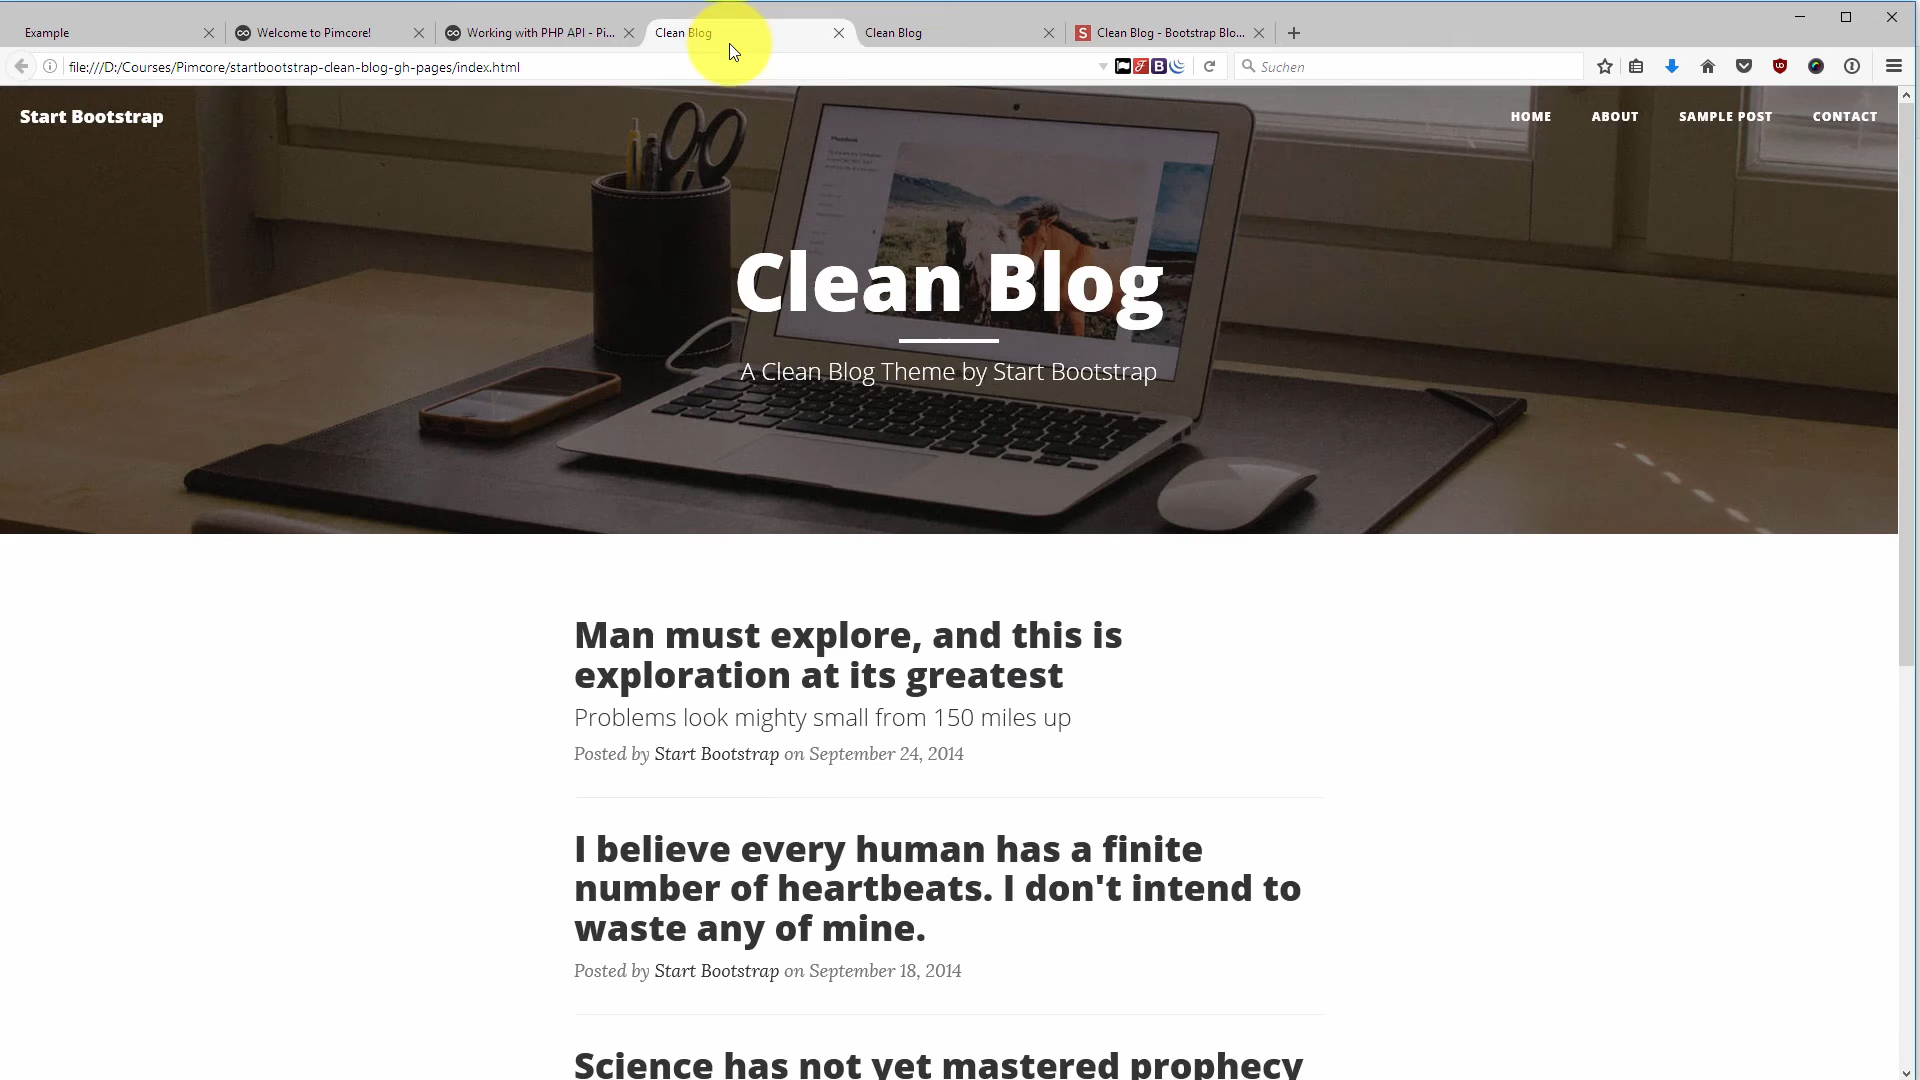 Example
Welcome to Pimcore!
Working with PHP API - Pi...
Clean Blog
Clean Blog
Clean Blog - Bootstrap Blo...
file:///D:/Courses/Pimcore/startbootstrap-clean-blog-gh-pages/index.html
Suchen
Start Bootstrap
HOME
ABOUT
SAMPLE POST
CONTACT
Clean Blog
A Clean Blog Theme by Start Bootstrap
Man must explore, and this is
exploration at its greatest
Problems look mighty small from 150 miles up
Posted by Start Bootstrap on September 24, 2014
I believe every human has a finite
number of heartbeats. I don't intend to
waste any of mine.
Posted by Start Bootstrap on September 18, 2014
Science has not yet mastered prophecy